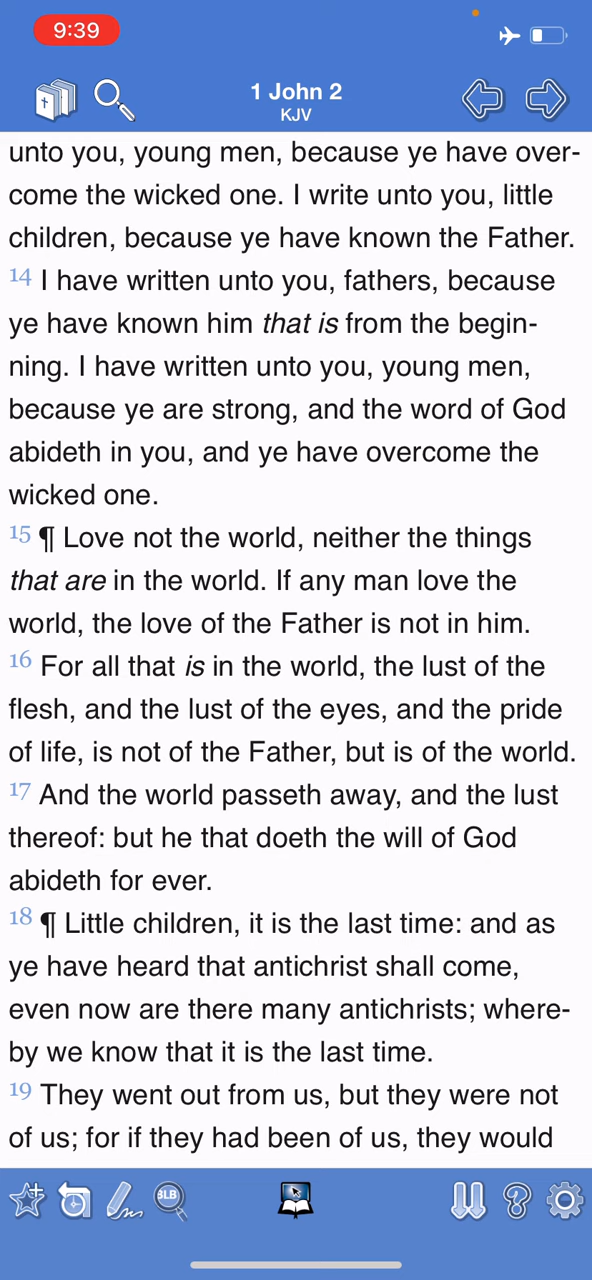 9:39
1 John 2
KJV
unto you, young men, because ye have over-
come the wicked one. I write unto you, little
children, because ye have known the Father.
14 I have written unto you, fathers, because
ye have known him that is from the begin-
ning. I have written unto you, young men,
because ye are strong, and the word of God
abideth in you, and ye have overcome the
wicked one.
15 ¶ Love not the world, neither the things
that are in the world. If any man love the
world, the love of the Father is not in him.
16 For all that is in the world, the lust of the
flesh, and the lust of the eyes, and the pride
of life, is not of the Father, but is of the world.
17 And the world passeth away, and the lust
thereof: but he that doeth the will of God
abideth for ever.
18 ¶ Little children, it is the last time: and as
ye have heard that antichrist shall come,
even now are there many antichrists; where-
by we know that it is the last time.
19 They went out from us, but they were not
of us; for if they had been of us, they would
BLB